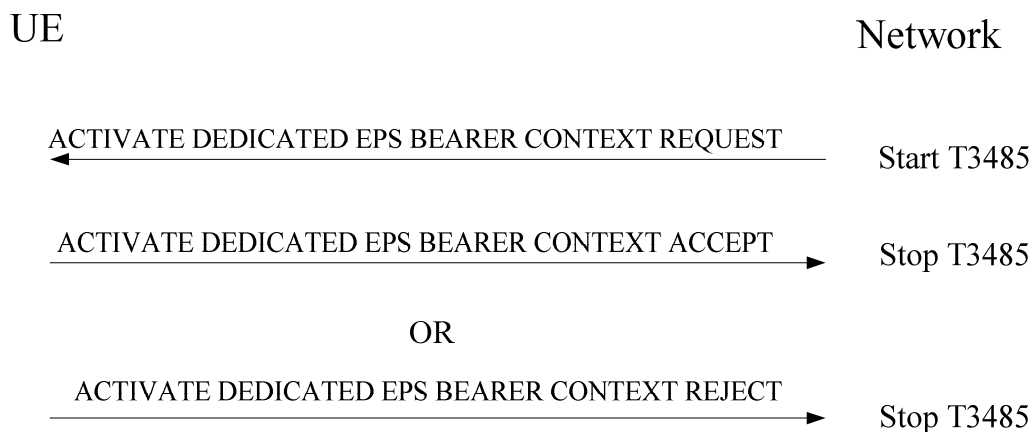 UE
Network
ACTIVATE DEDICATED EPS BEARER CONTEXT REQUEST
Start T3485
ACTIVATE DEDICATED EPS BEARER CONTEXT ACCEPT
Stop T3485
OR
ACTIVATE DEDICATED EPS BEARER CONTEXT REJECT
Stop T3485